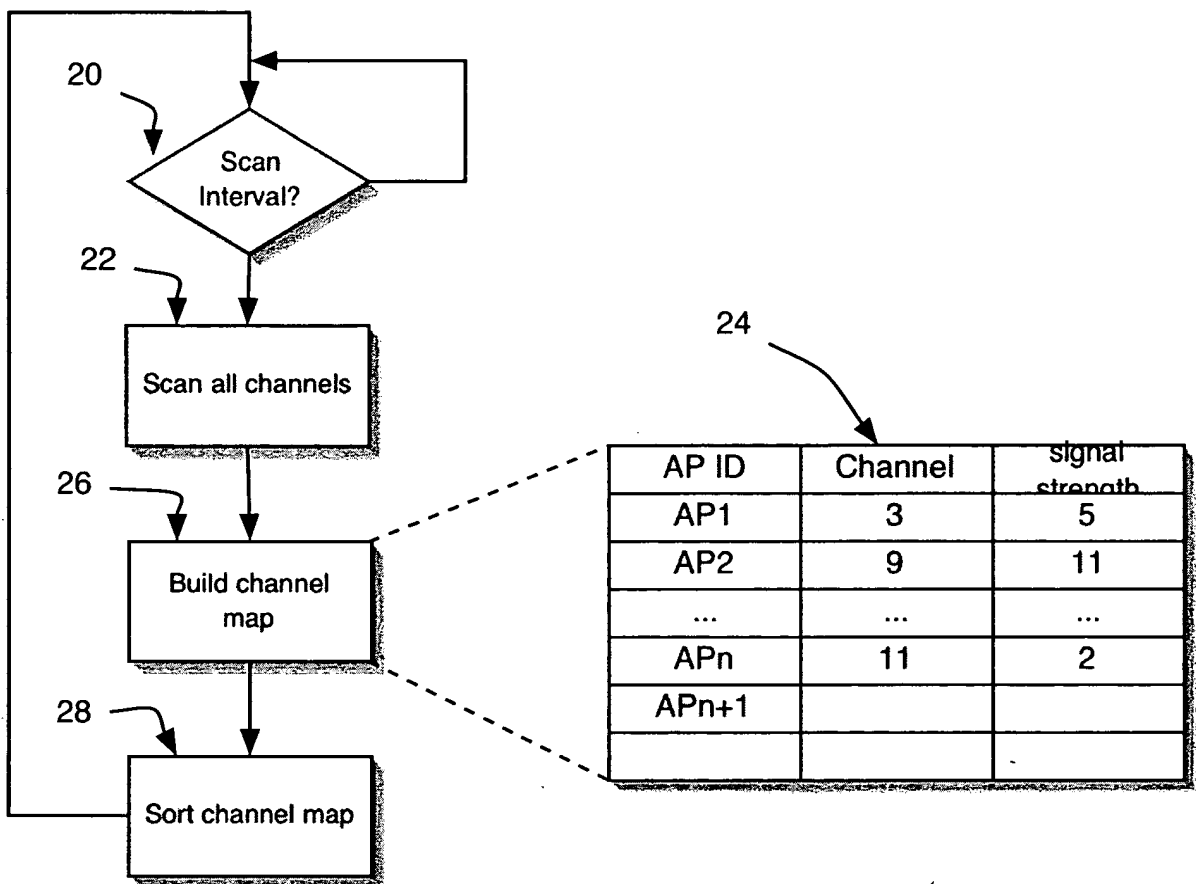 20
Scan
Interval?
22
Scan all channels
24
26
Build channel
map
AP ID Channel signal
strength
AP1 3 5
AP2 9 11
... ... ...
APn 11 2
APn+1
28
Sort channel map